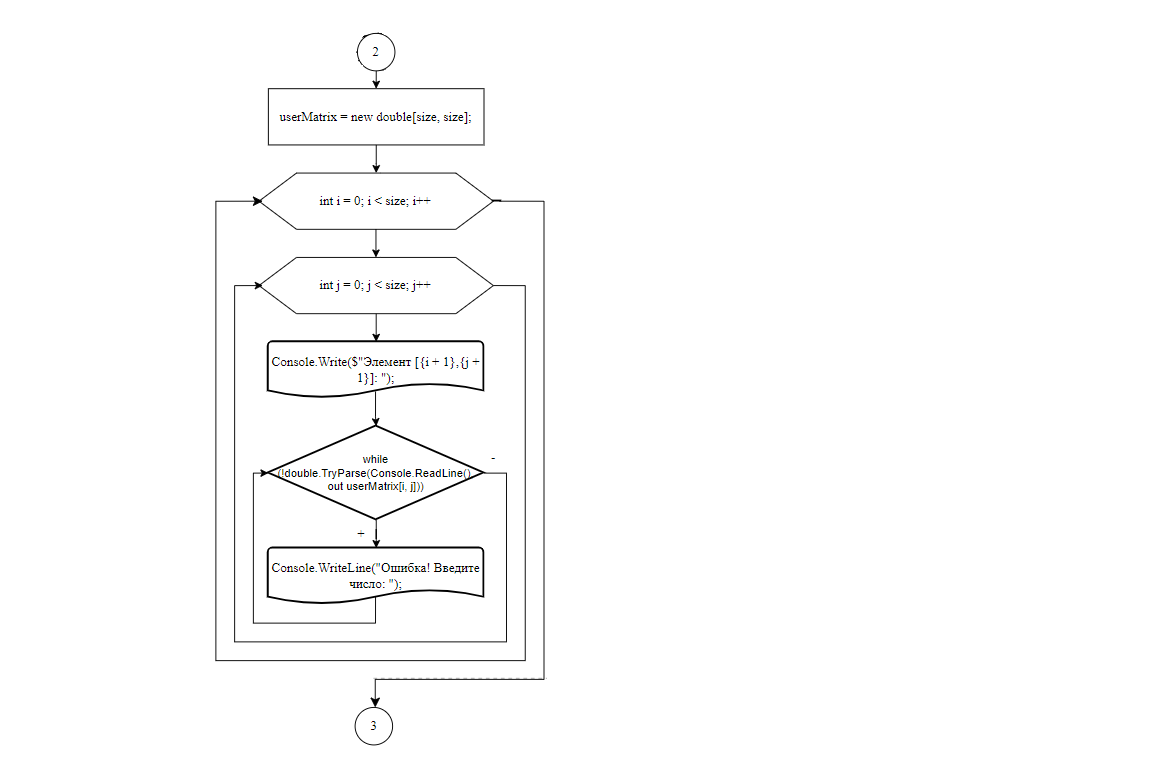 2
userMatrix = new double[size, size];
int i = 0; i < size; i++
int j = 0; j < size; j++
Console.Write($"Элемент [{i + 1},{j +
1}]: ");
-
while
(!double.TryParse(Console.ReadLine(),
out userMatrix[i, j]))
+
Console.WriteLine("Ошибка! Введите
число: ");
3